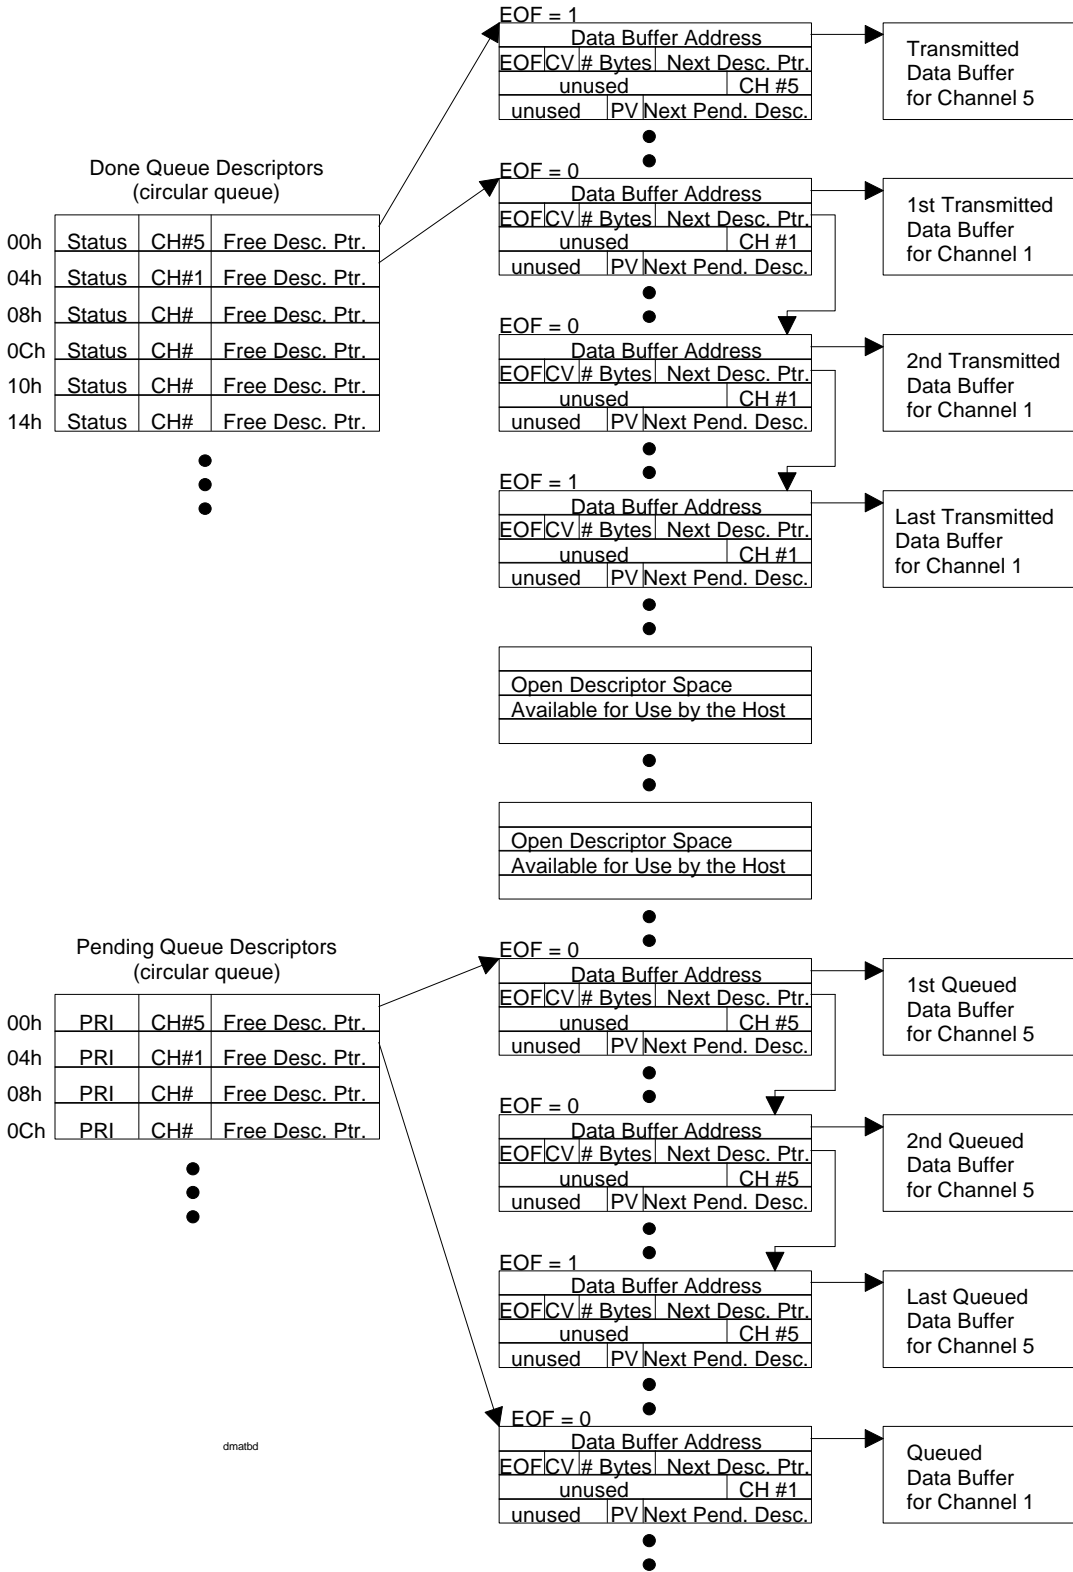 EOF = 1
Data Buffer Address
EOF CV # Bytes Next Desc. Ptr.
unused CH #5
unused PV Next Pend. Desc.
Transmitted
Data Buffer
for Channel 5
Done Queue Descriptors
(circular queue)
00h Status CH#5 Free Desc. Ptr.
04h Status CH#1 Free Desc. Ptr.
08h Status CH# Free Desc. Ptr.
0Ch Status CH# Free Desc. Ptr.
10h Status CH# Free Desc. Ptr.
14h Status CH# Free Desc. Ptr.
EOF = 0
Data Buffer Address
EOF CV # Bytes Next Desc. Ptr.
unused CH #1
unused PV Next Pend. Desc.
1st Transmitted
Data Buffer
for Channel 1
EOF = 0
Data Buffer Address
EOF CV # Bytes Next Desc. Ptr.
unused CH #1
unused PV Next Pend. Desc.
2nd Transmitted
Data Buffer
for Channel 1
EOF = 1
Data Buffer Address
EOF CV # Bytes Next Desc. Ptr.
unused CH #1
unused PV Next Pend. Desc.
Last Transmitted
Data Buffer
for Channel 1
Open Descriptor Space
Available for Use by the Host
Open Descriptor Space
Available for Use by the Host
Pending Queue Descriptors
(circular queue)
00h PRI CH#5 Free Desc. Ptr.
04h PRI CH#1 Free Desc. Ptr.
08h PRI CH# Free Desc. Ptr.
0Ch PRI CH# Free Desc. Ptr.
EOF = 0
Data Buffer Address
EOF CV # Bytes Next Desc. Ptr.
unused CH #5
unused PV Next Pend. Desc.
1st Queued
Data Buffer
for Channel 5
EOF = 0
Data Buffer Address
EOF CV # Bytes Next Desc. Ptr.
unused CH #5
unused PV Next Pend. Desc.
2nd Queued
Data Buffer
for Channel 5
EOF = 1
Data Buffer Address
EOF CV # Bytes Next Desc. Ptr.
unused CH #5
unused PV Next Pend. Desc.
Last Queued
Data Buffer
for Channel 5
EOF = 0
Data Buffer Address
EOF CV # Bytes Next Desc. Ptr.
unused CH #1
unused PV Next Pend. Desc.
Queued
Data Buffer
for Channel 1
dmatbd